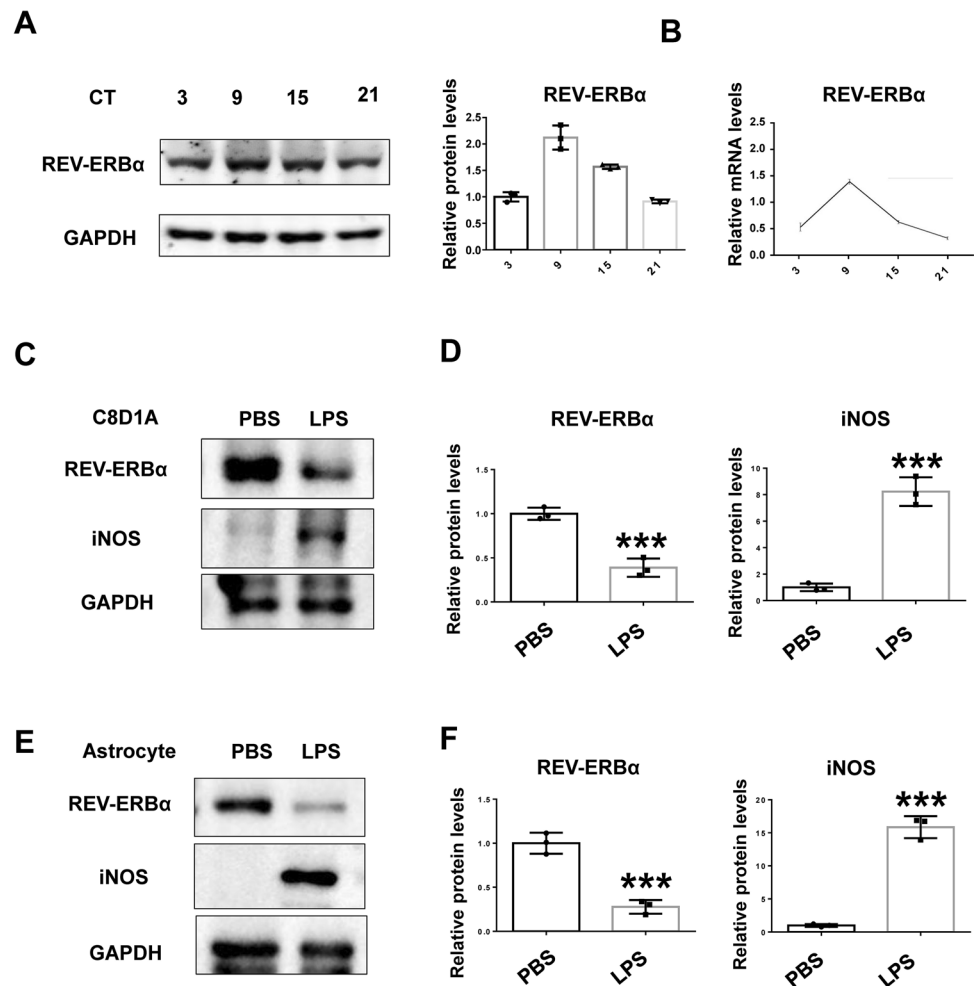 A
B
CT 3 9 15 21
REV-ERBα
GAPDH
REV-ERBα
Relative protein levels
2.5
2.0
1.5
1.0
0.5
0.0
3 9 15 21
REV-ERBα
Relative mRNA levels
2.5
2.0
1.5
1.0
0.5
0.0
3 9 15 21
C
C8D1A PBS LPS
REV-ERBα
iNOS
GAPDH
D
REV-ERBα
Relative protein levels
1.5
1.0
0.5
0.0
***
PBS LPS
iNOS
Relative protein levels
10
8
6
4
2
0
***
PBS LPS
E
Astrocyte PBS LPS
REV-ERBα
iNOS
GAPDH
F
REV-ERBα
Relative protein levels
1.5
1.0
0.5
0.0
***
PBS LPS
iNOS
Relative protein levels
20
15
10
5
0
***
PBS LPS